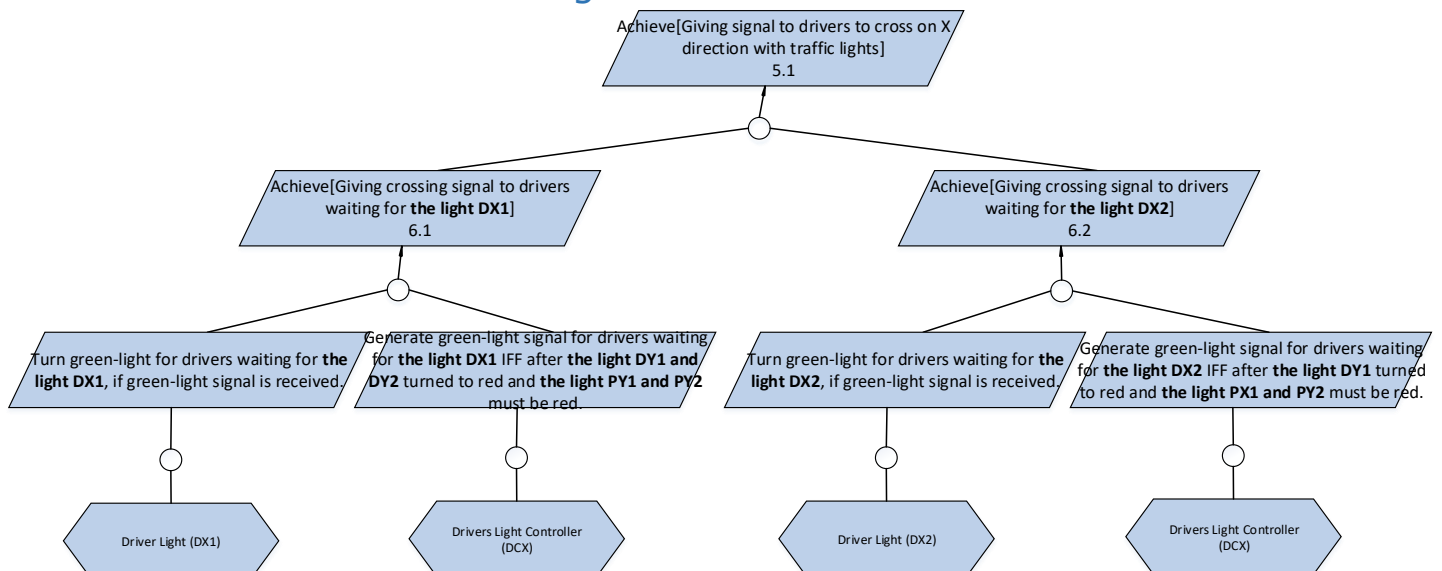 Achieve[Giving signal to drivers to cross on X
direction with traffic lights]
5.1
Achieve[Giving crossing signal to drivers
waiting for the light DX1]
6.1
Achieve[Giving crossing signal to drivers
waiting for the light DX2]
6.2
Turn green-light for drivers waiting for the
light DX1, if green-light signal is received.
Generate green-light signal for drivers waiting
for the light DX1 IFF after the light DY1 and
DY2 turned to red and the light PY1 and PY2
must be red.
Turn green-light for drivers waiting for the
light DX2, if green-light signal is received.
Generate green-light signal for drivers waiting
for the light DX2 IFF after the light DY1 turned
to red and the light PX1 and PY2 must be red.
Driver Light (DX1)
Drivers Light Controller
(DCX)
Driver Light (DX2)
Drivers Light Controller
(DCX)